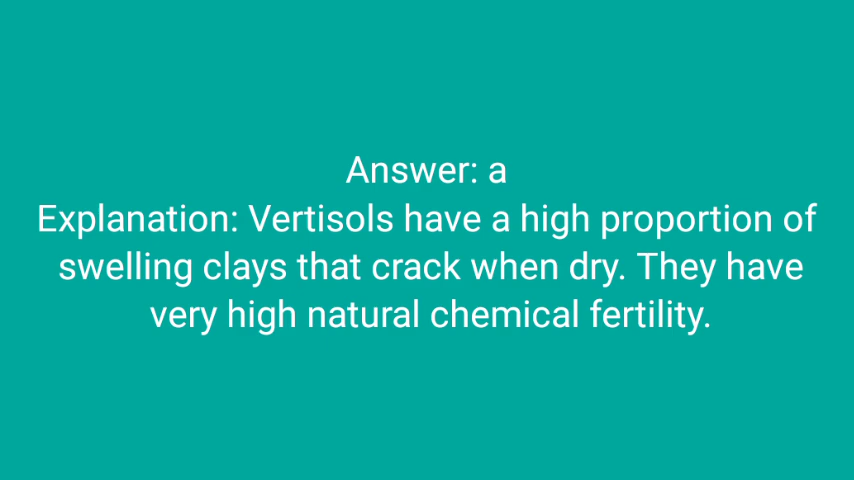 Answer: a
Explanation: Vertisols have a high proportion of
swelling clays that crack when dry. They have
very high natural chemical fertility.